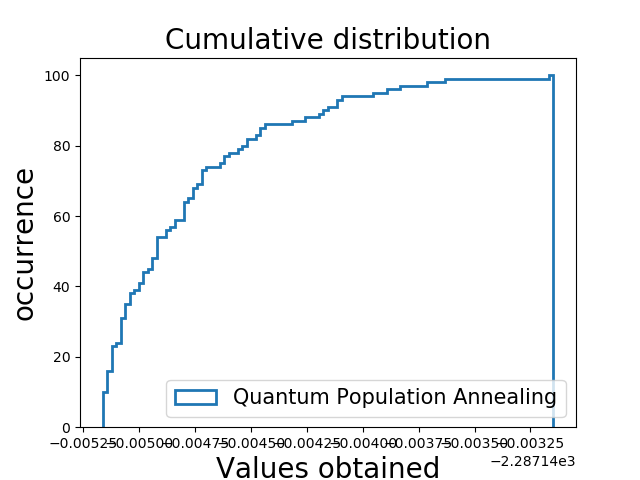 Cumulative distribution
100
80
60
40
20
0
occurrence
Quantum Population Annealing
−0.00525 −0.00500 −0.00475 −0.00450 −0.00425 −0.00400 −0.00375 −0.00350 −0.00325
−2.28714e3
Values obtained